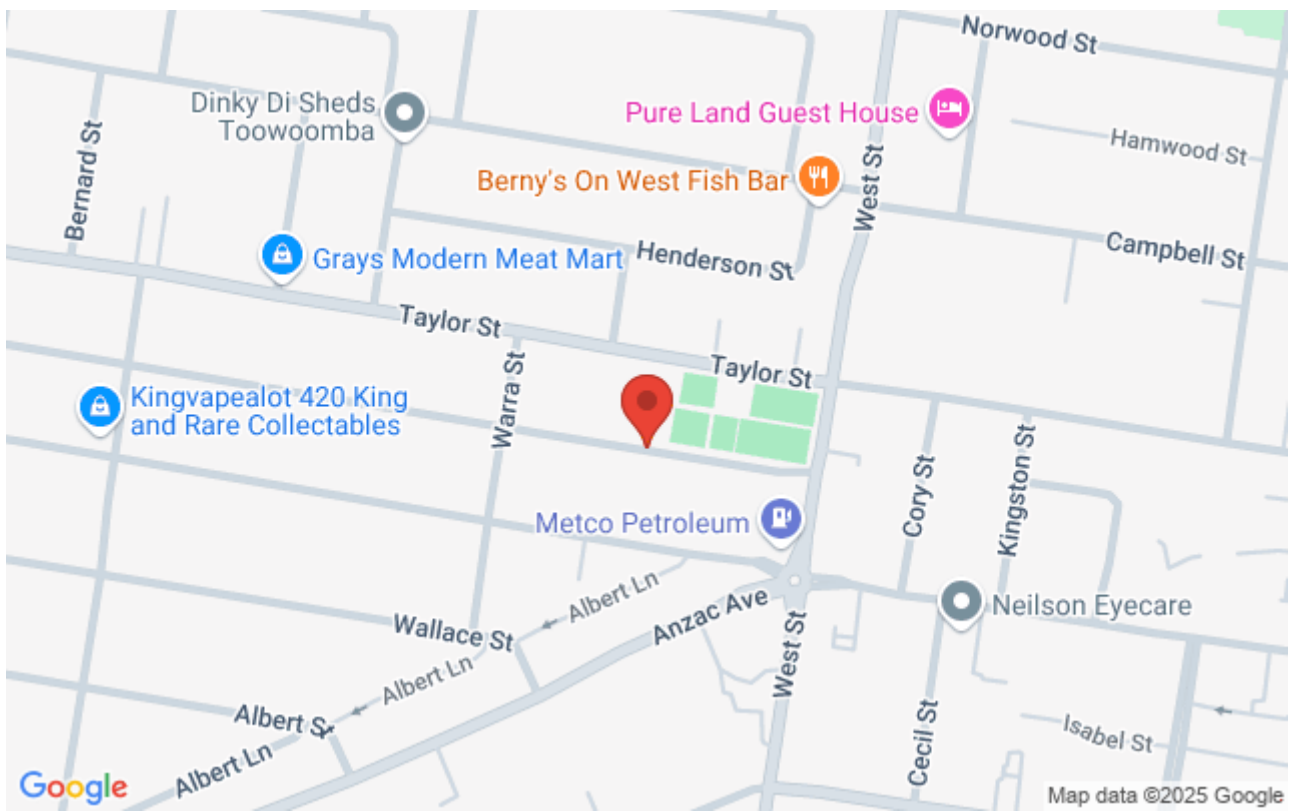 Norwood St
Dinky Di Sheds
Toowoomba
Pure Land Guest House
Hamwood St
Bernard St
Berny's On West Fish Bar
West St
Campbell St
Henderson St
Grays Modern Meat Mart
Taylor St
Taylor St
Warra St
Kingvapealot 420 King
and Rare Collectables
Cory St
Kingston St
Metco Petroleum
Albert Ln
Anzac Ave
Neilson Eyecare
Wallace St
West St
Albert Ln
Albert St
Cecil St
Isabel St
Albert Ln
Google
Map data ©2025 Google